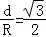 d/R = √3/2